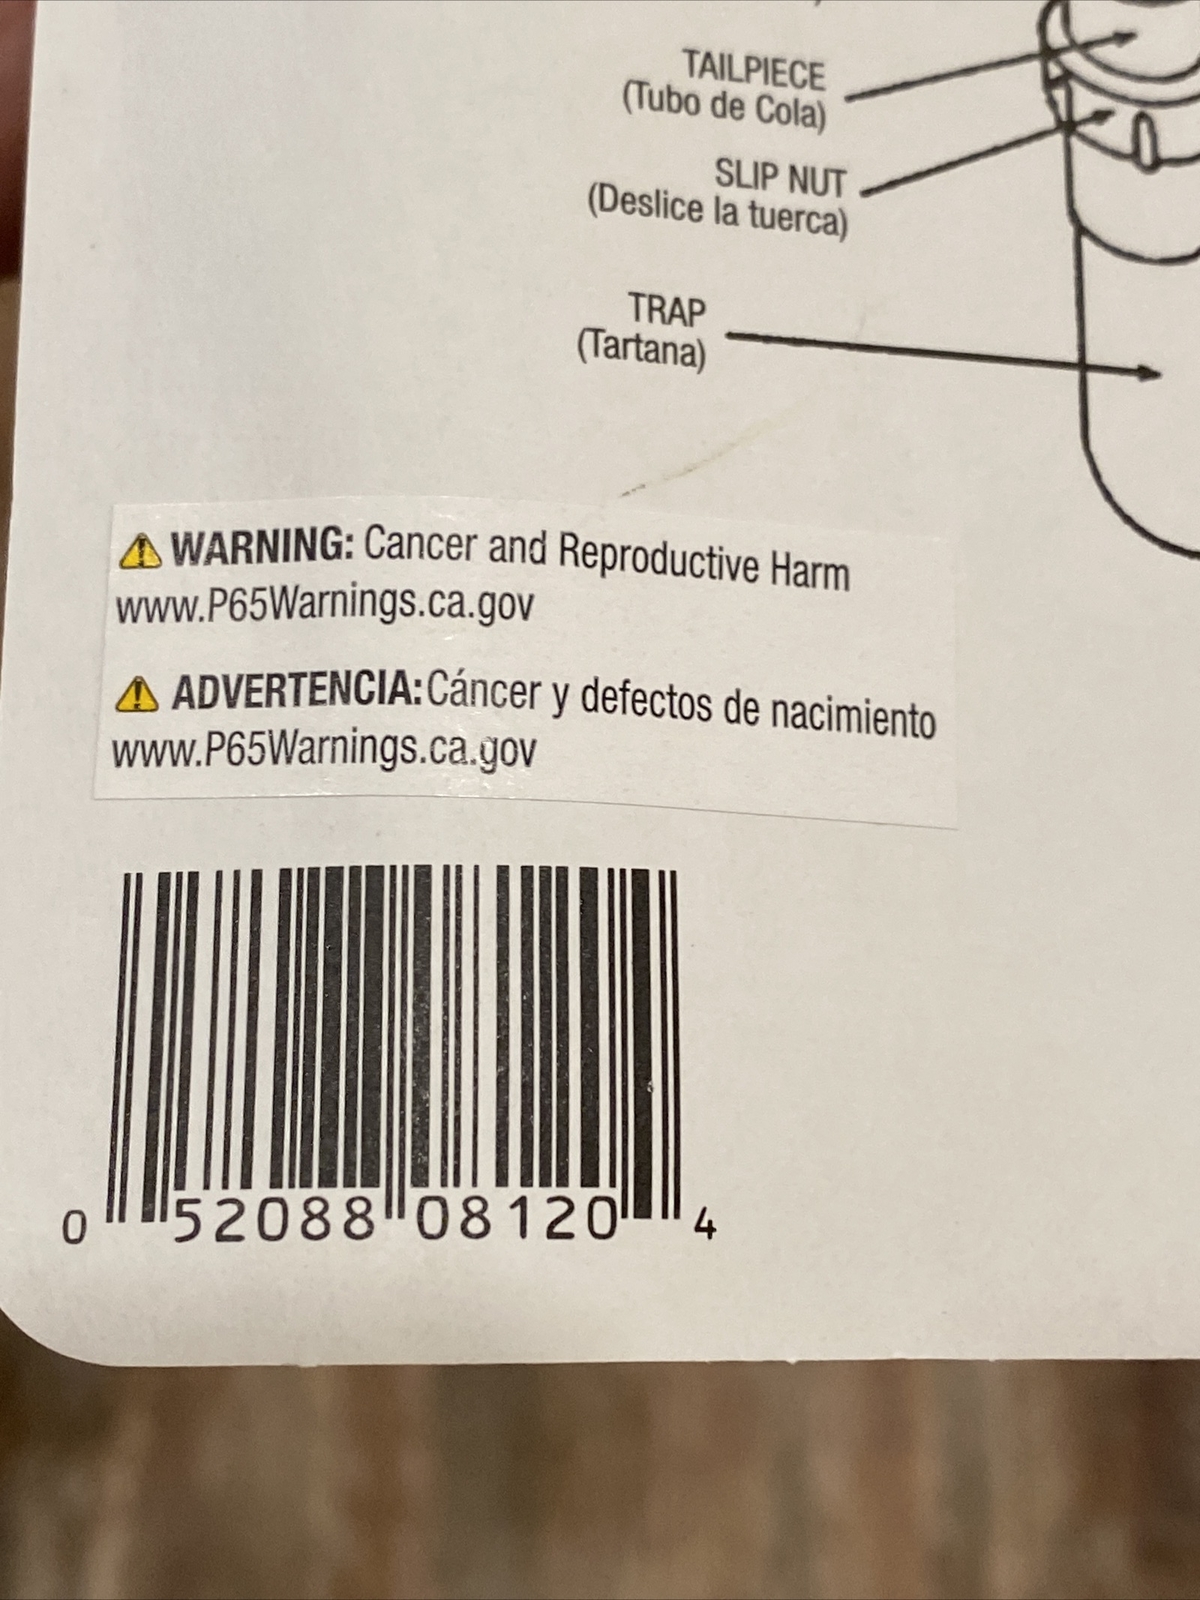 TAILPIECE
(Tubo de Cola)
SLIP NUT
(Deslice la tuerca)
TRAP
(Tartana)
WARNING: Cancer and Reproductive Harm
www.P65Warnings.ca.gov
ADVERTENCIA:Cáncer y defectos de nacimiento
www.P65Warnings.ca.gov
0 52088 08120 4